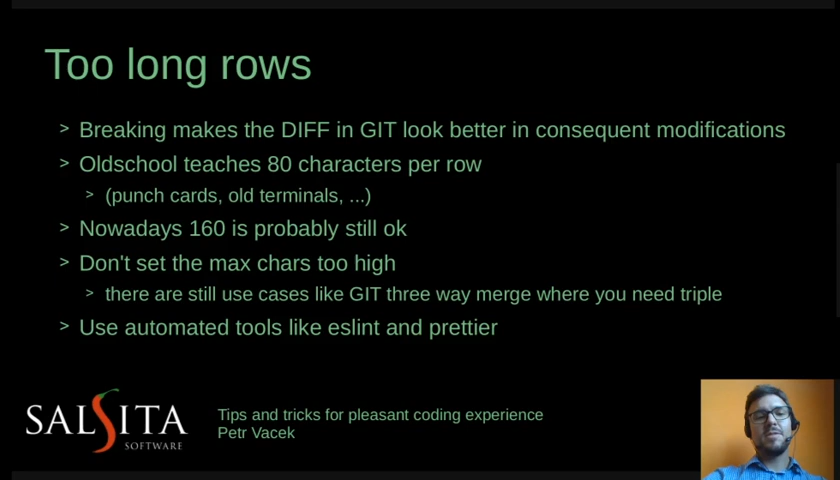 Too long rows
> Breaking makes the DIFF in GIT look better in consequent modifications
> Oldschool teaches 80 characters per row
> (punch cards, old terminals, ...)
> Nowadays 160 is probably still ok
> Don't set the max chars too high
> there are still use cases like GIT three way merge where you need triple
> Use automated tools like eslint and prettier
SALSITA
SOFTWARE
Tips and tricks for pleasant coding experience
Petr Vacek